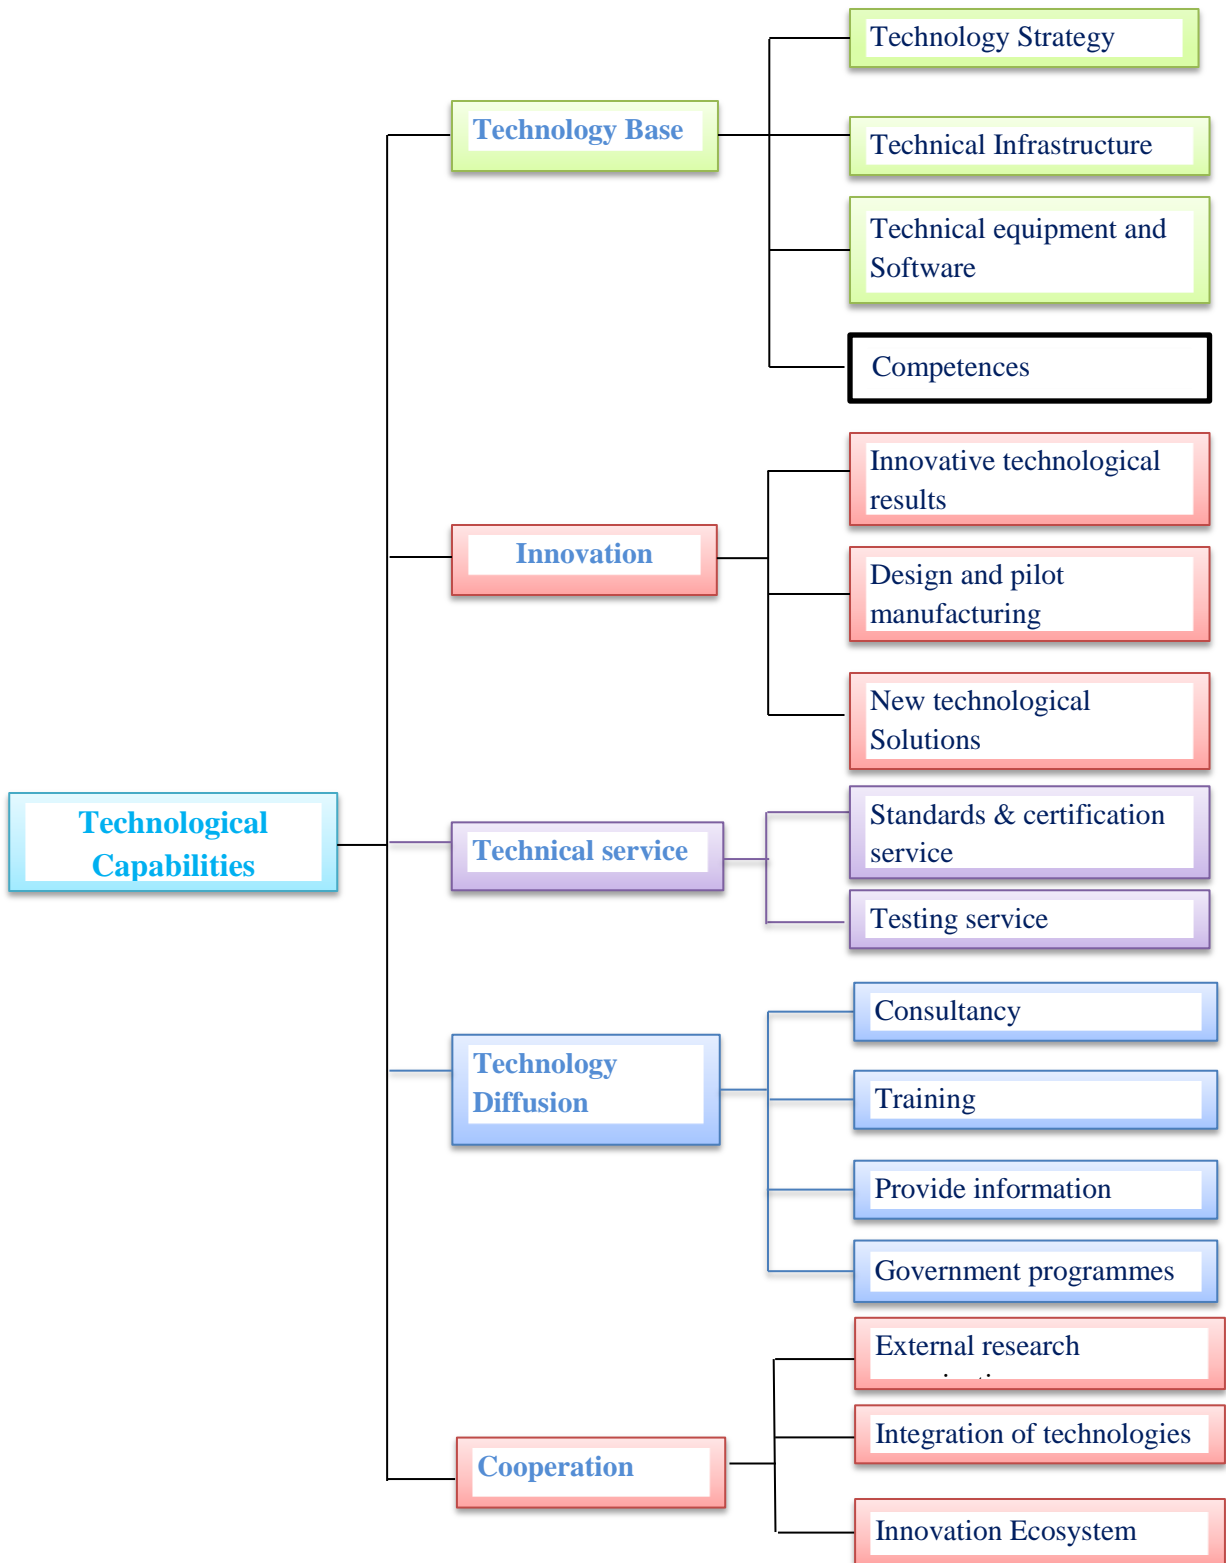 Technology Strategy
Technology Base
Technical Infrastructure
Technical equipment and
Software
Competences
Innovative technological
results
Innovation
Design and pilot
manufacturing
New technological
Solutions
Technological
Capabilities
Standards & certification
service
Technical service
Testing service
Consultancy
Technology
Diffusion
Training
Provide information
Government programmes
External research
Integration of technologies
Cooperation
Innovation Ecosystem